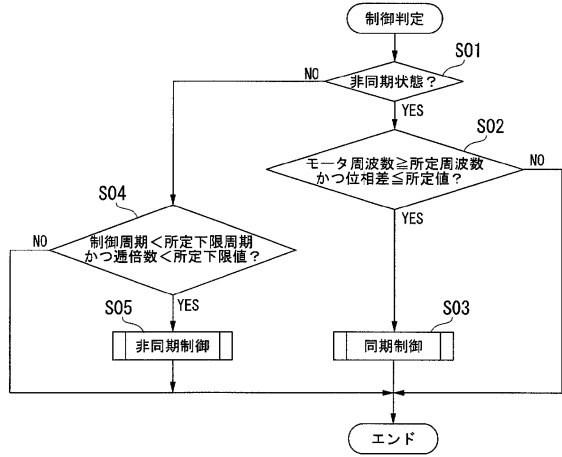 制御判定
S01
非同期状態？
NO
YES
S02
モータ周波数≧所定周波数
かつ位相差≦所定値？
NO
YES
S04
制御周期＜所定下限周期
かつ逓倍数＜所定下限値？
NO
YES
S05
非同期制御
S03
同期制御
エンド